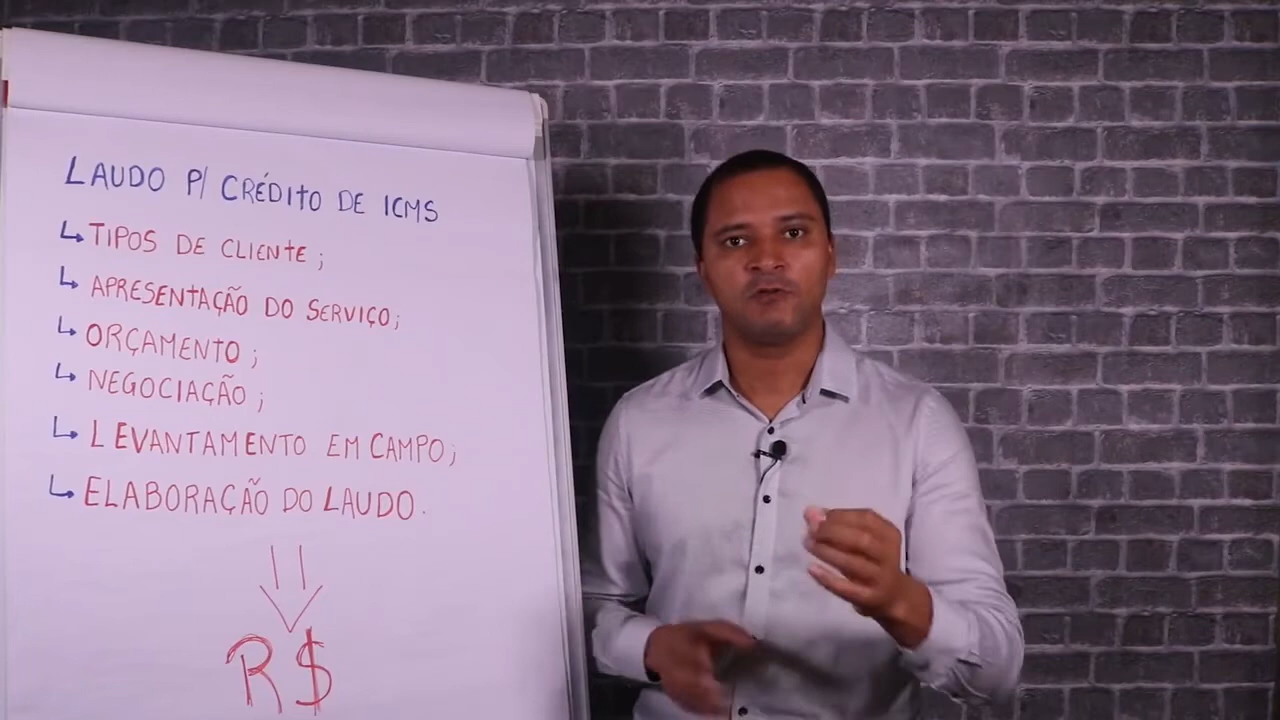 LAUDO P/ CRÉDITO DE ICMS
↳ TIPOS DE CLIENTE;
↳ APRESENTAÇÃO DO SERVIÇO;
↳ ORÇAMENTO;
↳ NEGOCIAÇÃO;
↳ LEVANTAMENTO EM CAMPO;
↳ ELABORAÇÃO DO LAUDO.
R$